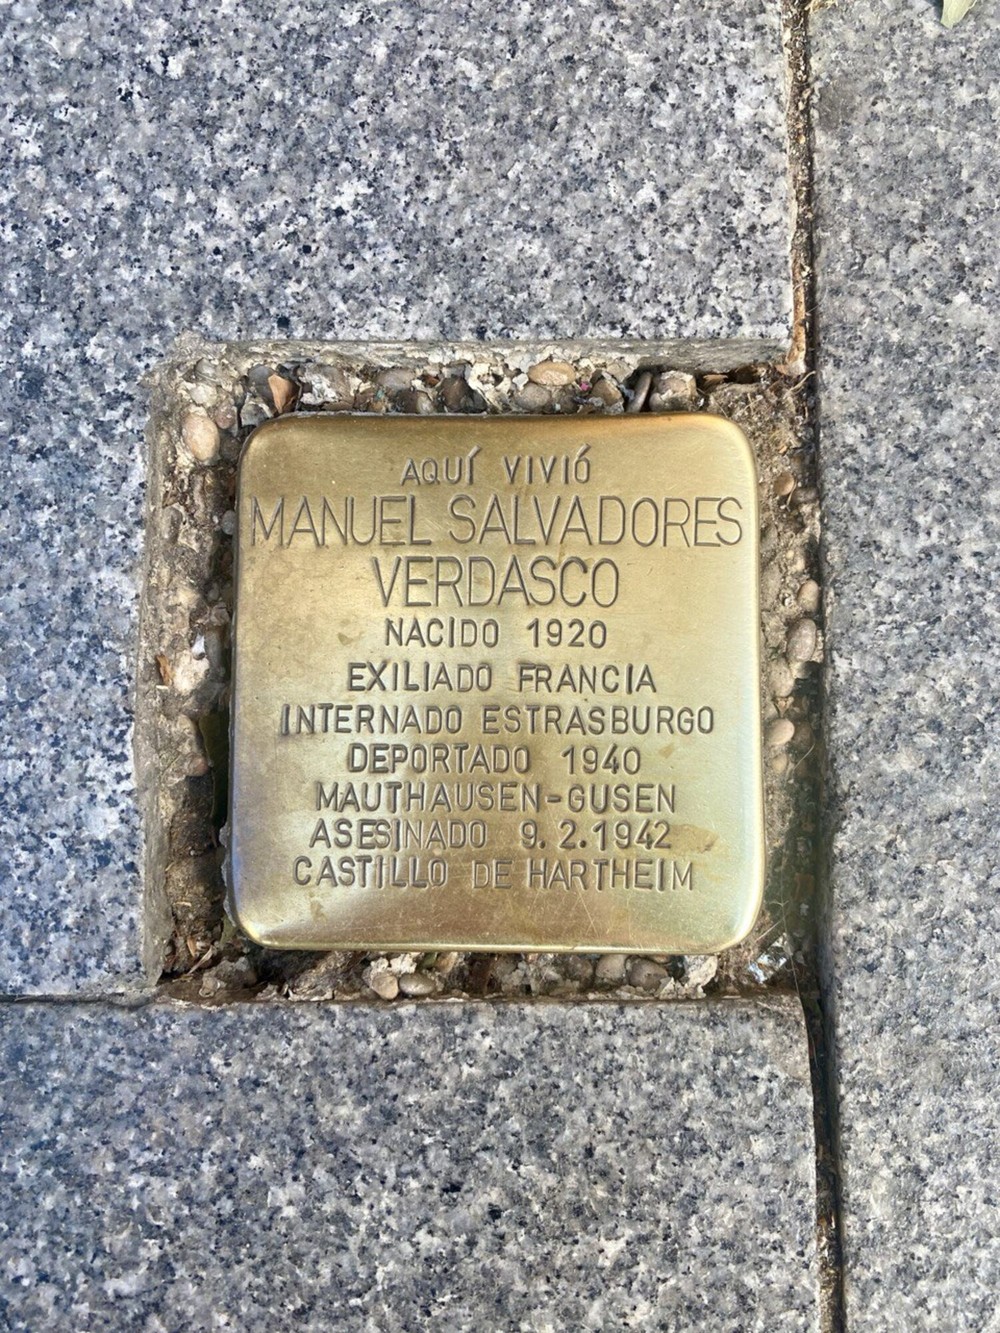 AQUÍ VIVIÓ
MANUEL SALVADORES
VERDASCO
NACIDO 1920
EXILIADO FRANCIA
INTERNADO ESTRASBURGO
DEPORTADO 1940
MAUTHAUSEN-GUSEN
ASESINADO 9.2.1942
CASTILLO DE HARTHEIM